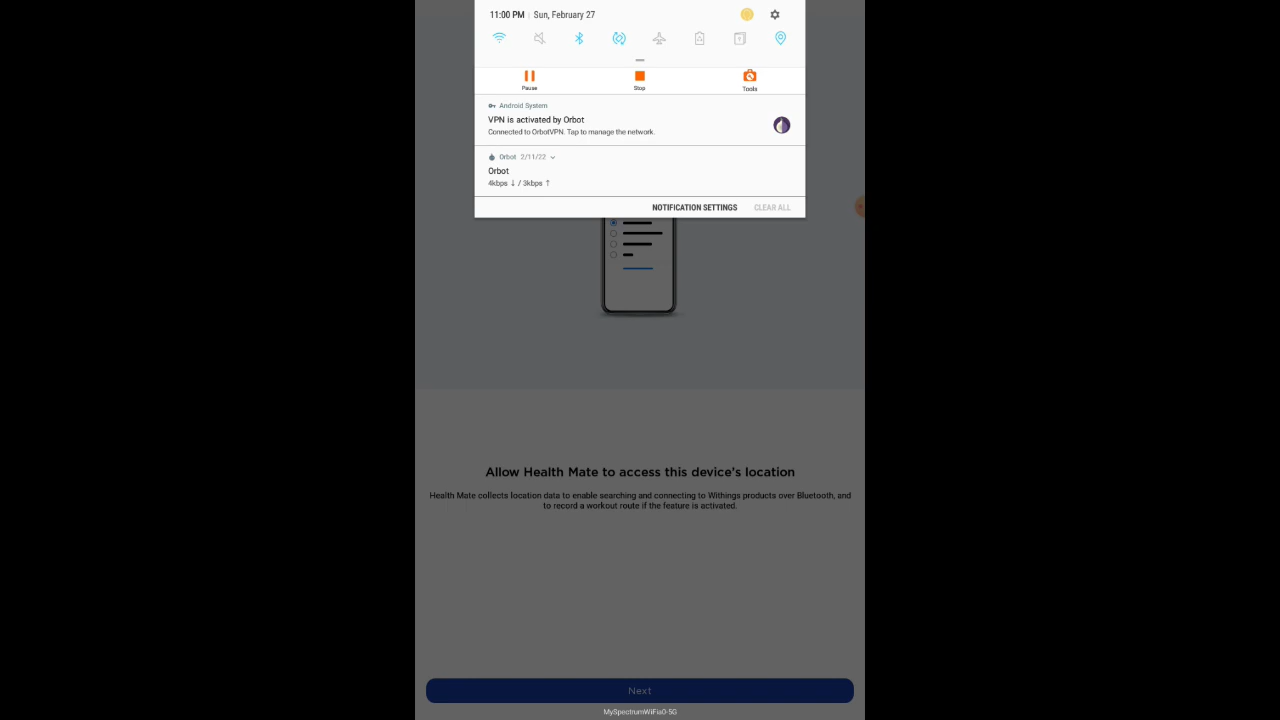 11:00 PM | Sun, February 27
Pause
Stop
Tools
Android System
VPN is activated by Orbot
Connected to OrbotVPN. Tap to manage the network.
Orbot 2/11/22
Orbot
4kbps ↓ / 3kbps ↑
NOTIFICATION SETTINGS CLEAR ALL
Allow Health Mate to access this device's location
Health Mate collects location data to enable searching and connecting to Withings products over Bluetooth, and
to record a workout route if the feature is activated.
Next
MySpectrumWiFia0-5G